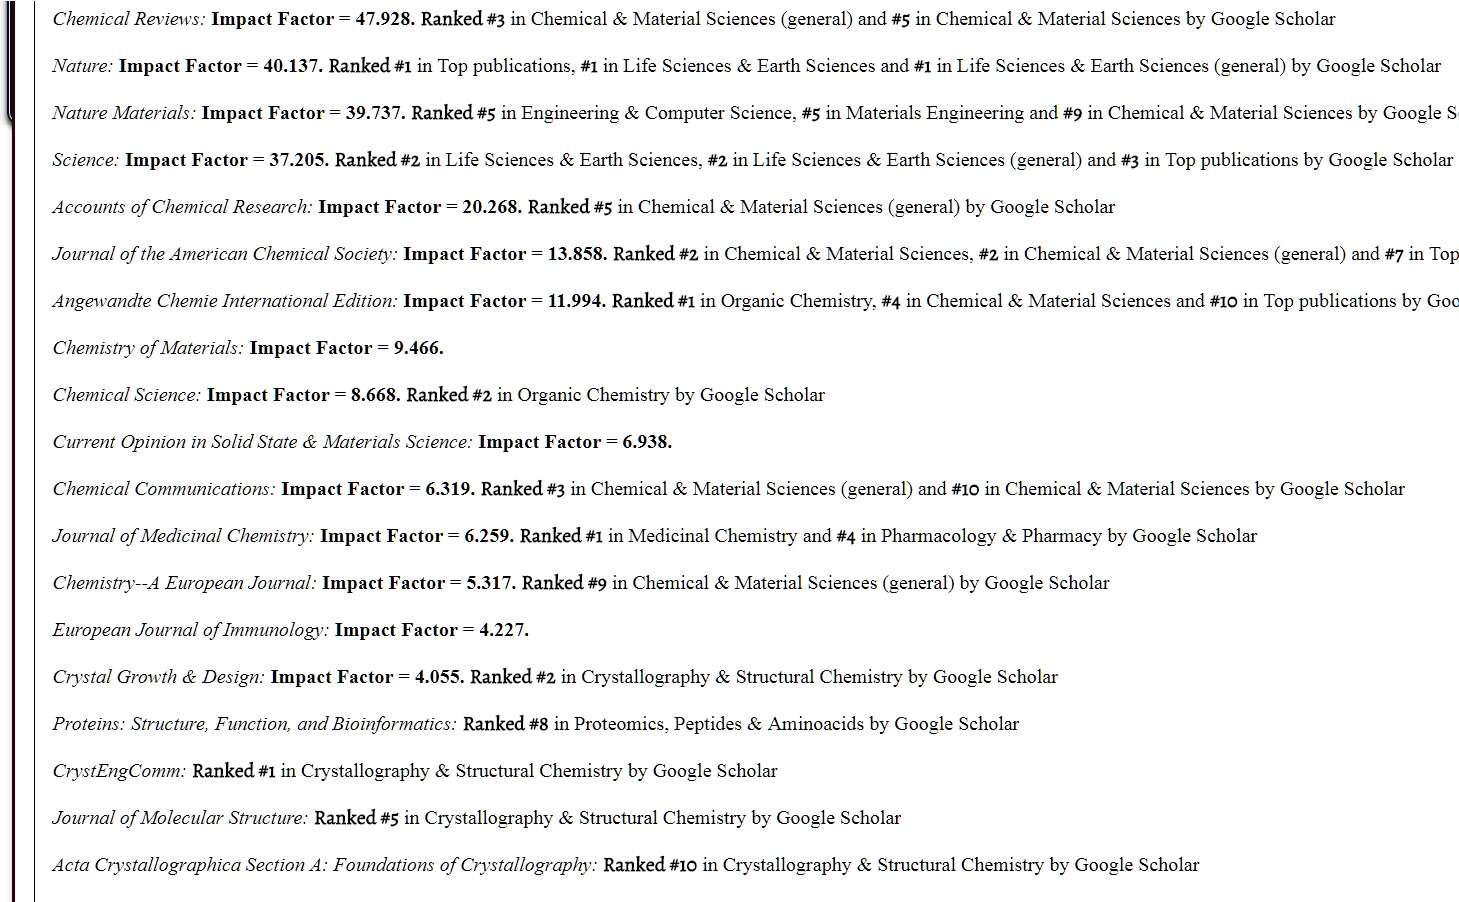 Chemical Reviews: Impact Factor = 47.928. Ranked #3 in Chemical & Material Sciences (general) and #5 in Chemical & Material Sciences by Google Scholar
Nature: Impact Factor = 40.137. Ranked #1 in Top publications, #1 in Life Sciences & Earth Sciences and #1 in Life Sciences & Earth Sciences (general) by Google Scholar
Nature Materials: Impact Factor = 39.737. Ranked #5 in Engineering & Computer Science, #5 in Materials Engineering and #9 in Chemical & Material Sciences by Google S
Science: Impact Factor = 37.205. Ranked #2 in Life Sciences & Earth Sciences, #2 in Life Sciences & Earth Sciences (general) and #3 in Top publications by Google Scholar
Accounts of Chemical Research: Impact Factor = 20.268. Ranked #5 in Chemical & Material Sciences (general) by Google Scholar
Journal of the American Chemical Society: Impact Factor = 13.858. Ranked #2 in Chemical & Material Sciences, #2 in Chemical & Material Sciences (general) and #7 in Top
Angewandte Chemie International Edition: Impact Factor = 11.994. Ranked #1 in Organic Chemistry, #4 in Chemical & Material Sciences and #10 in Top publications by Goo
Chemistry of Materials: Impact Factor = 9.466.
Chemical Science: Impact Factor = 8.668. Ranked #2 in Organic Chemistry by Google Scholar
Current Opinion in Solid State & Materials Science: Impact Factor = 6.938.
Chemical Communications: Impact Factor = 6.319. Ranked #3 in Chemical & Material Sciences (general) and #10 in Chemical & Material Sciences by Google Scholar
Journal of Medicinal Chemistry: Impact Factor = 6.259. Ranked #1 in Medicinal Chemistry and #4 in Pharmacology & Pharmacy by Google Scholar
Chemistry--A European Journal: Impact Factor = 5.317. Ranked #9 in Chemical & Material Sciences (general) by Google Scholar
European Journal of Immunology: Impact Factor = 4.227.
Crystal Growth & Design: Impact Factor = 4.055. Ranked #2 in Crystallography & Structural Chemistry by Google Scholar
Proteins: Structure, Function, and Bioinformatics: Ranked #8 in Proteomics, Peptides & Aminoacids by Google Scholar
CrystEngComm: Ranked #1 in Crystallography & Structural Chemistry by Google Scholar
Journal of Molecular Structure: Ranked #5 in Crystallography & Structural Chemistry by Google Scholar
Acta Crystallographica Section A: Foundations of Crystallography: Ranked #10 in Crystallography & Structural Chemistry by Google Scholar